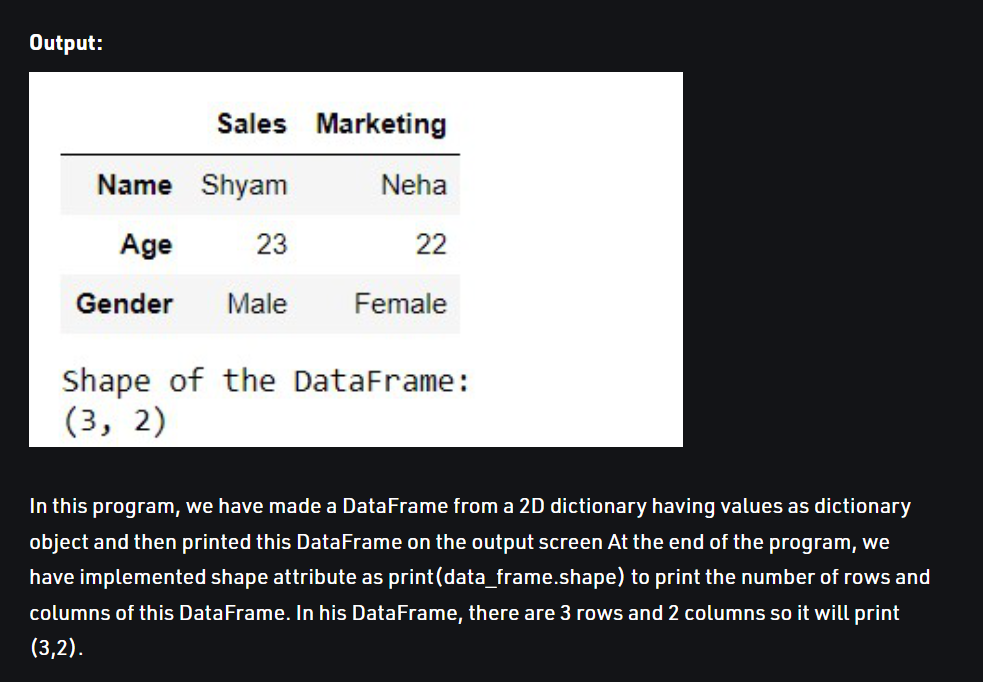 Output:
Sales Marketing
Name Shyam Neha
Age 23 22
Gender Male Female
Shape of the DataFrame:
(3, 2)
In this program, we have made a DataFrame from a 2D dictionary having values as dictionary
object and then printed this DataFrame on the output screen At the end of the program, we
have implemented shape attribute as print(data_frame.shape) to print the number of rows and
columns of this DataFrame. In his DataFrame, there are 3 rows and 2 columns so it will print
(3,2).